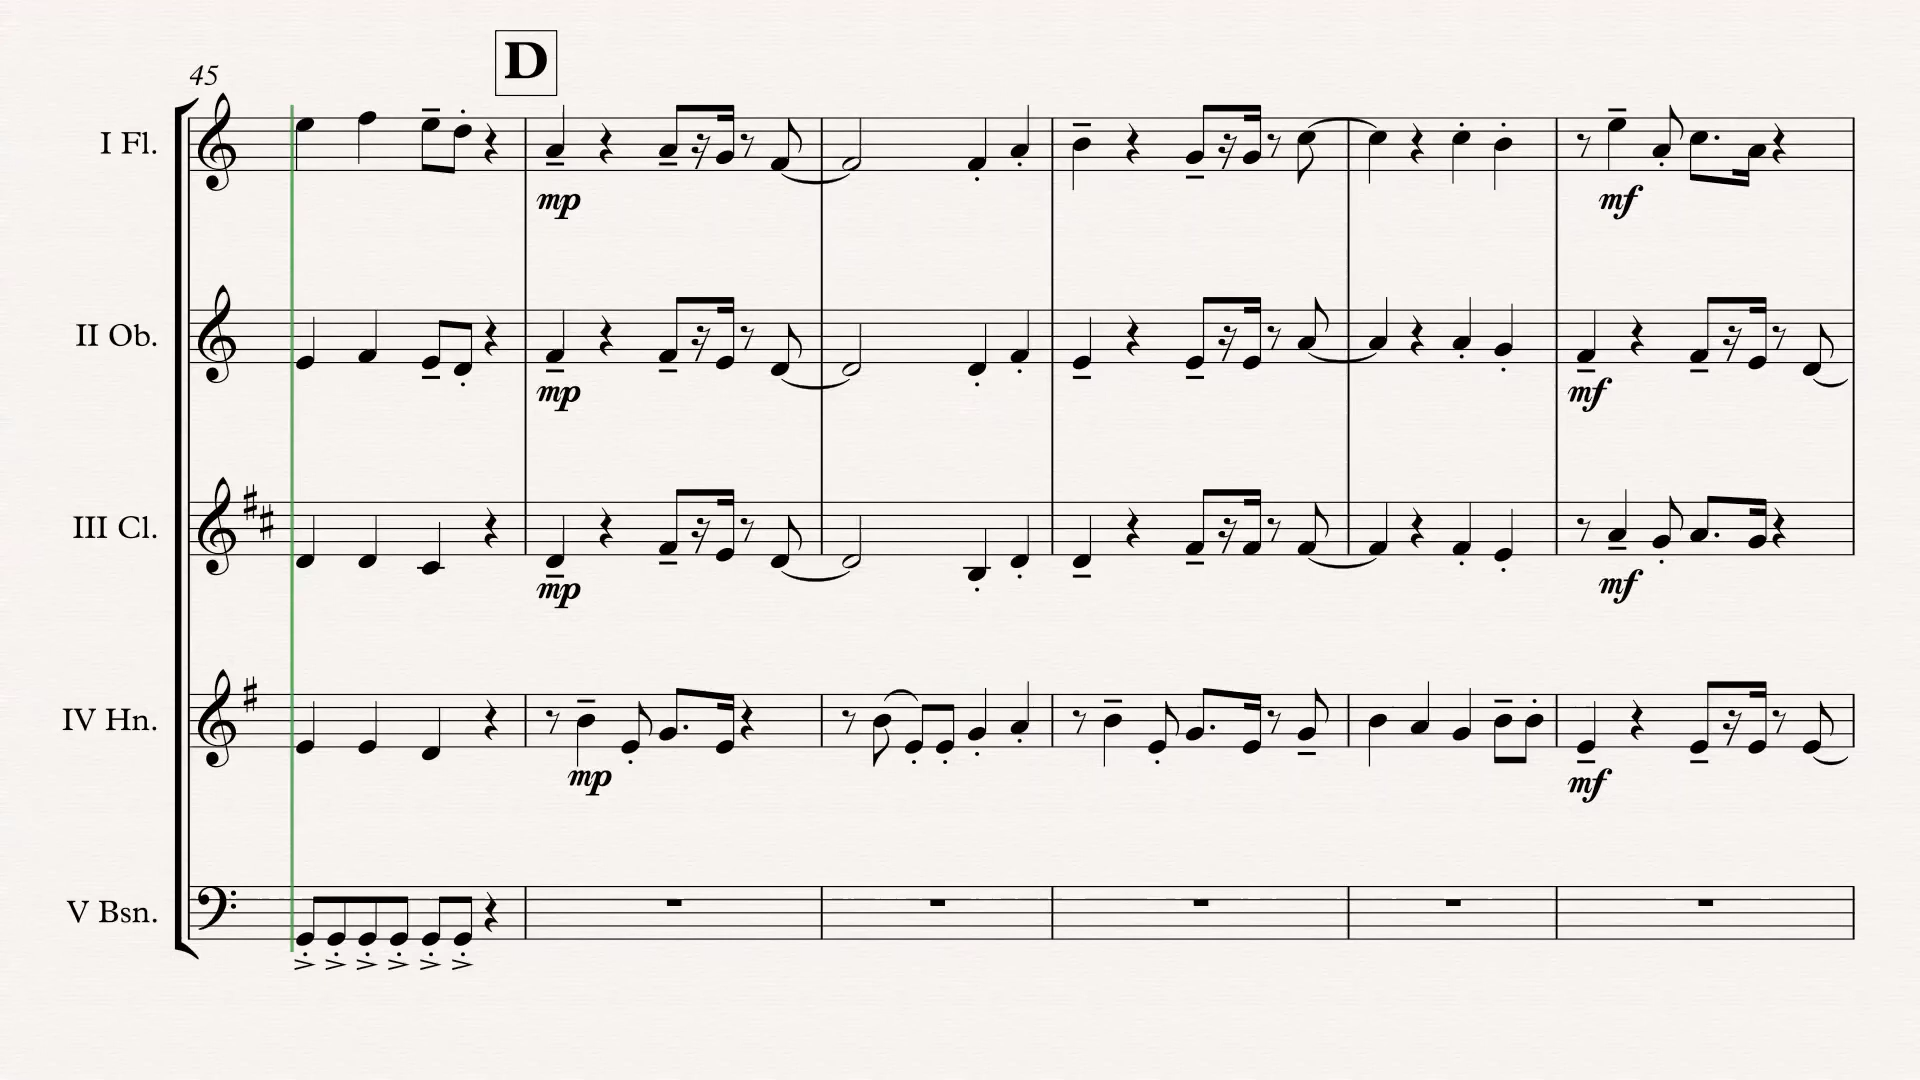 D
45
I Fl.
mp
mf
II Ob.
mp
mf
III Cl.
mp
mf
IV Hn.
mp
mf
V Bsn.